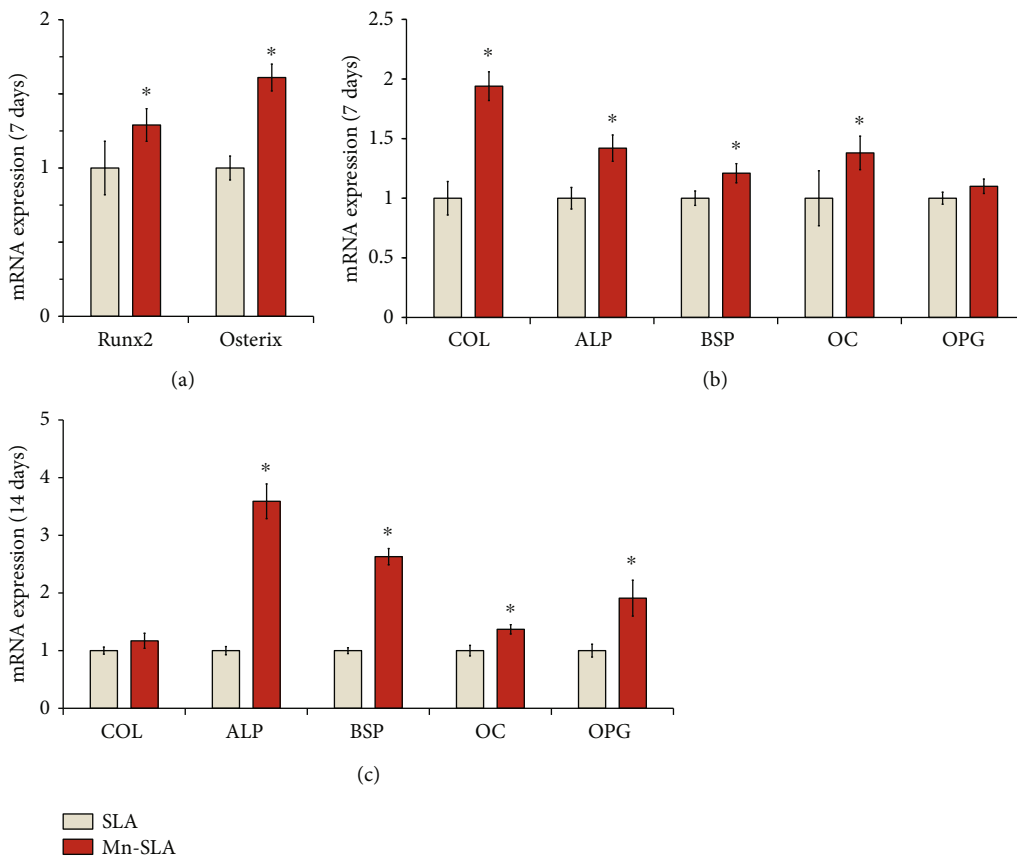 mRNA expression (7 days)
2
1
0
*
*
Runx2
Osterix
(a)
mRNA expression (7 days)
2.5
2
1.5
1
0.5
0
*
*
*
*
COL
ALP
BSP
OC
OPG
(b)
mRNA expression (14 days)
5
4
3
2
1
0
*
*
*
*
COL
ALP
BSP
OC
OPG
(c)
SLA
Mn-SLA